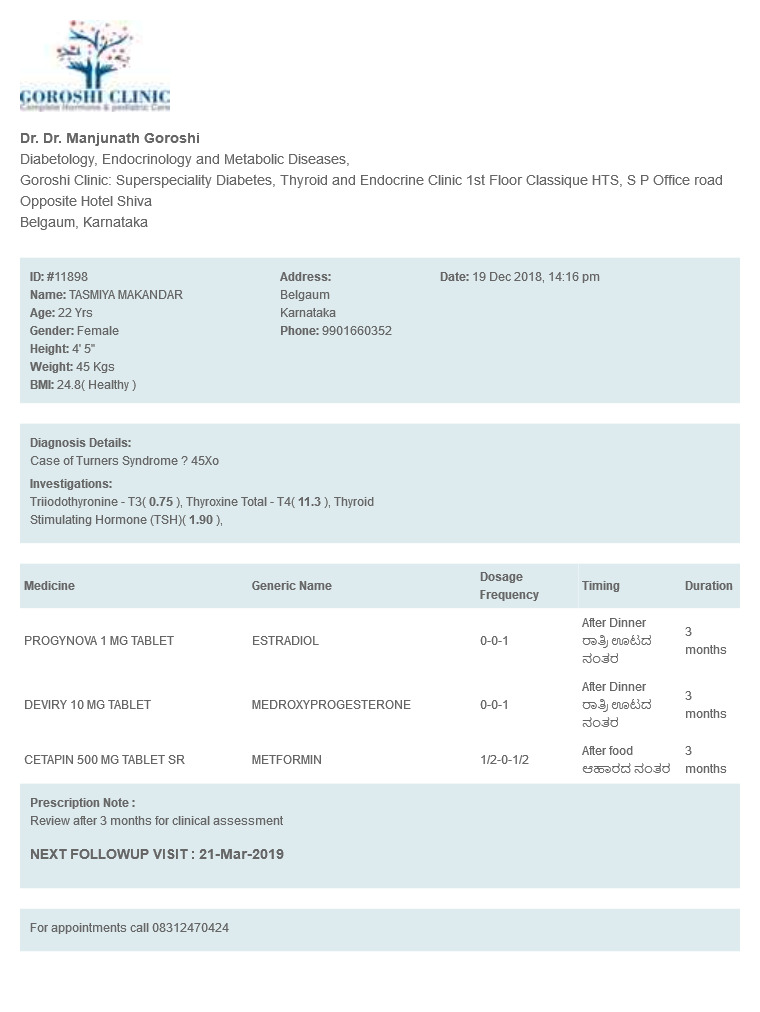 GOROSHI CLINIC
Complete Hormone & pediatric Care
Dr. Dr. Manjunath Goroshi
Diabetology, Endocrinology and Metabolic Diseases,
Goroshi Clinic: Superspeciality Diabetes, Thyroid and Endocrine Clinic 1st Floor Classique HTS, S P Office road
Opposite Hotel Shiva
Belgaum, Karnataka
ID: #11898
Name: TASMIYA MAKANDAR
Age: 22 Yrs
Gender: Female
Height: 4' 5"
Weight: 45 Kgs
BMI: 24.8( Healthy )
Address:
Belgaum
Karnataka
Phone: 9901660352
Date: 19 Dec 2018, 14:16 pm
Diagnosis Details:
Case of Turners Syndrome ? 45Xo
Investigations:
Triiodothyronine - T3( 0.75 ), Thyroxine Total - T4( 11.3 ), Thyroid
Stimulating Hormone (TSH)( 1.90 ),
Medicine Generic Name Dosage Frequency Timing Duration
PROGYNOVA 1 MG TABLET ESTRADIOL 0-0-1 After Dinner ರಾತ್ರಿ ಊಟದ ನಂತರ 3 months
DEVIRY 10 MG TABLET MEDROXYPROGESTERONE 0-0-1 After Dinner ರಾತ್ರಿ ಊಟದ ನಂತರ 3 months
CETAPIN 500 MG TABLET SR METFORMIN 1/2-0-1/2 After food ಆಹಾರದ ನಂತರ 3 months
Prescription Note :
Review after 3 months for clinical assessment
NEXT FOLLOWUP VISIT : 21-Mar-2019
For appointments call 08312470424